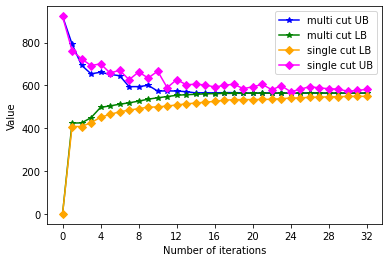 multi cut UB
multi cut LB
single cut LB
single cut UB
Value
800
600
400
200
0
0 4 8 12 16 20 24 28 32
Number of iterations